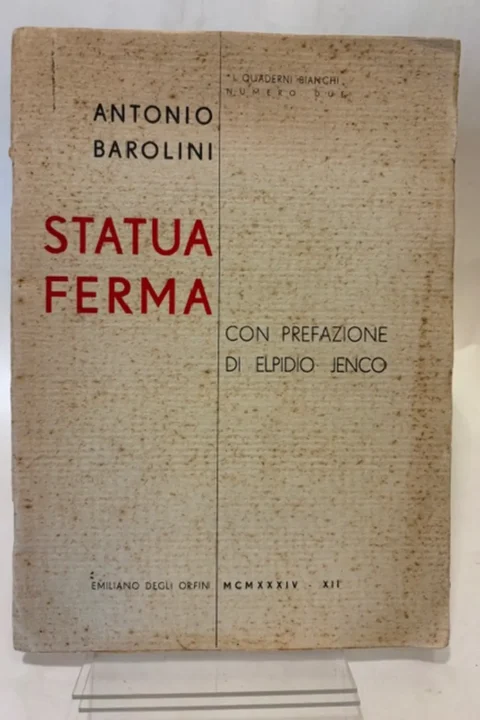 "I QUADERNI BIANCHI"
NUMERO DUE
ANTONIO
BAROLINI
STATUA
FERMA
CON PREFAZIONE
DI ELPIDIO JENCO
EMILIANO DEGLI ORFINI MCMXXXIV - XII